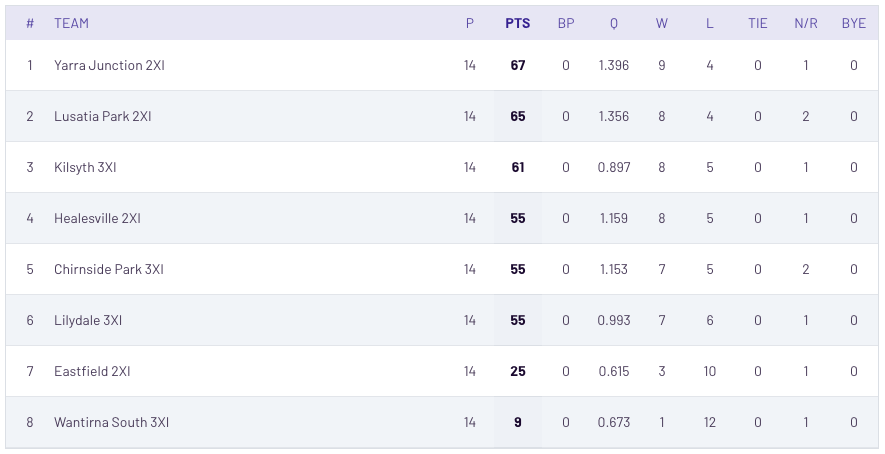 # TEAM P PTS BP Q W L TIE N/R BYE
1 Yarra Junction 2XI 14 67 0 1.396 9 4 0 1 0
2 Lusatia Park 2XI 14 65 0 1.356 8 4 0 2 0
3 Kilsyth 3XI 14 61 0 0.897 8 5 0 1 0
4 Healesville 2XI 14 55 0 1.159 8 5 0 1 0
5 Chirnside Park 3XI 14 55 0 1.153 7 5 0 2 0
6 Lilydale 3XI 14 55 0 0.993 7 6 0 1 0
7 Eastfield 2XI 14 25 0 0.615 3 10 0 1 0
8 Wantirna South 3XI 14 9 0 0.673 1 12 0 1 0